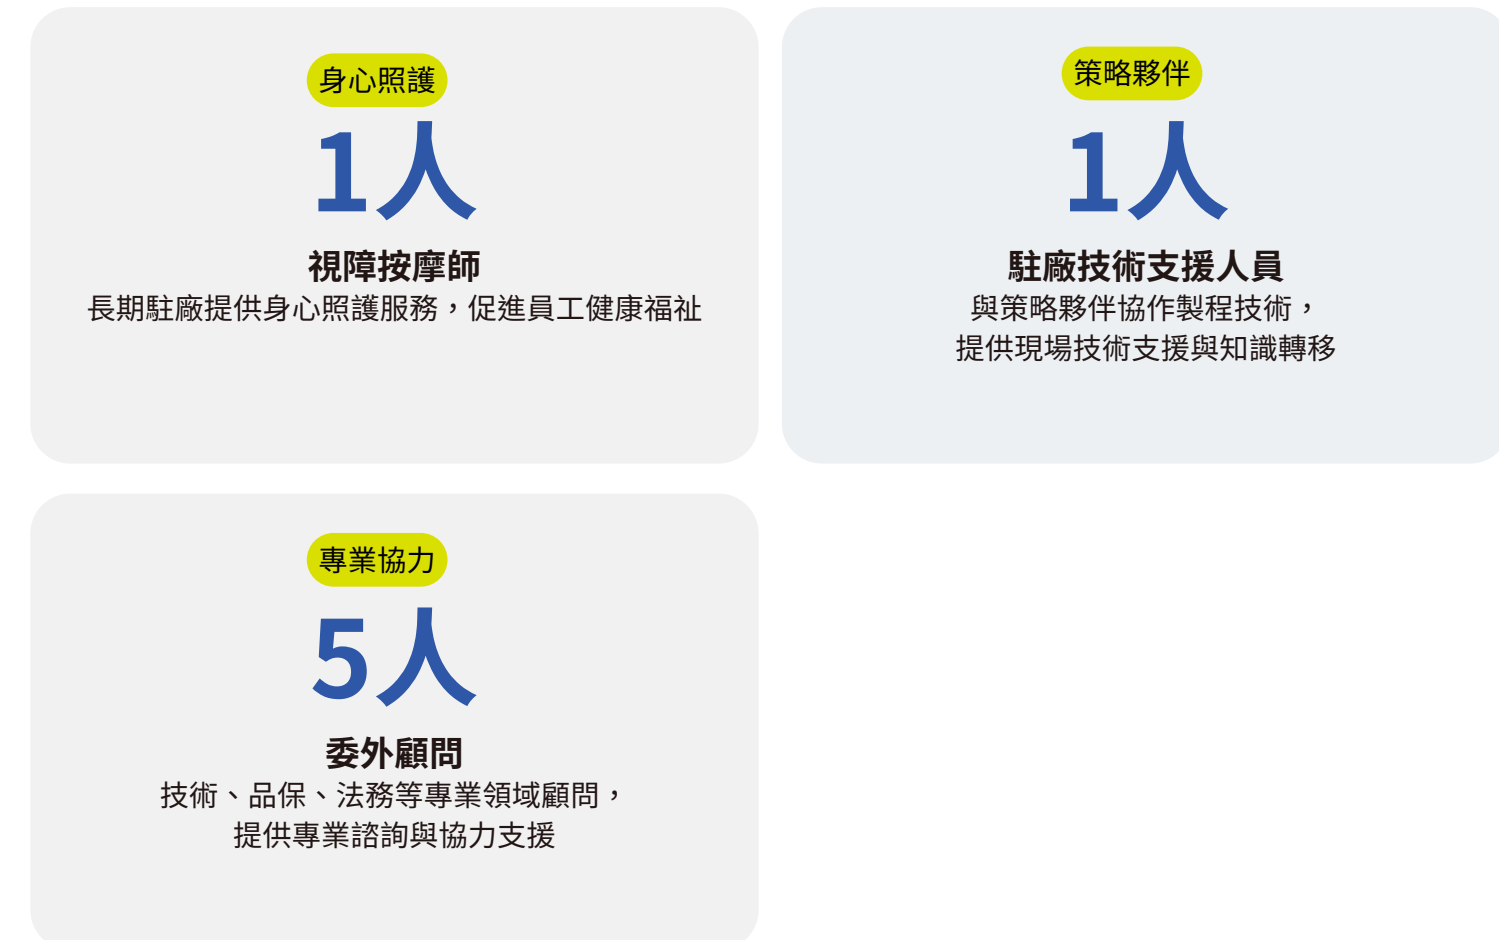 身心照護
1人
視障按摩師
長期駐廠提供身心照護服務，促進員工健康福祉
策略夥伴
1人
駐廠技術支援人員
與策略夥伴協作製程技術，
提供現場技術支援與知識轉移
專業協力
5人
委外顧問
技術、品保、法務等專業領域顧問，
提供專業諮詢與協力支援